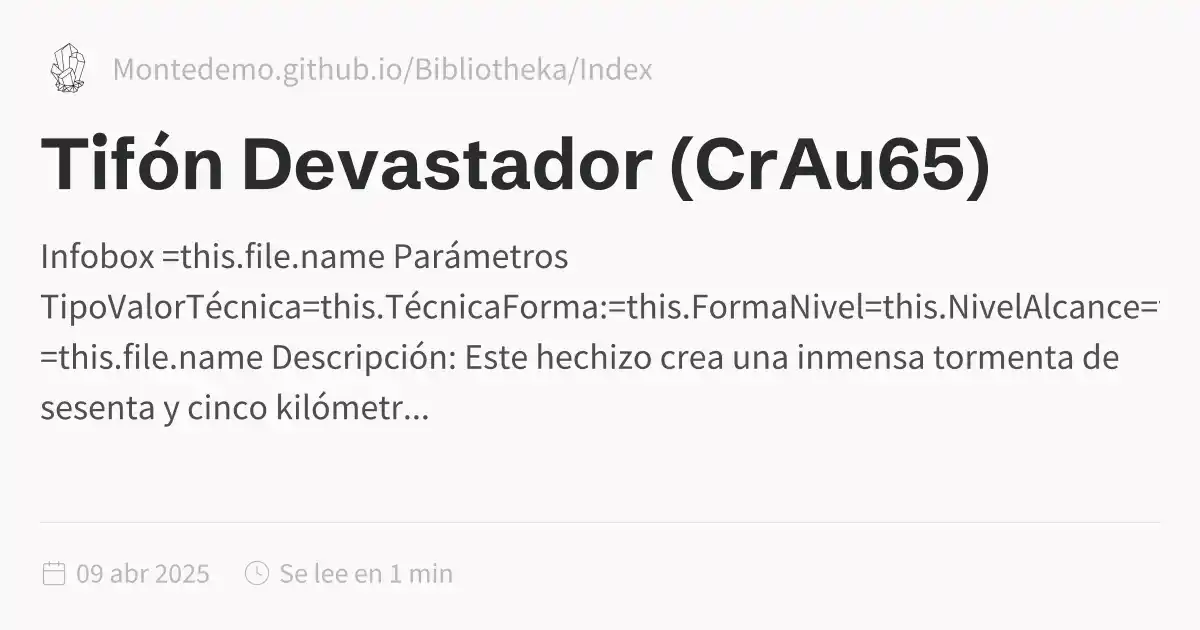 Montedemo.github.io/Bibliotheka/Index
Tifón Devastador (CrAu65)
Infobox =this.file.name Parámetros
TipoValorTécnica=this.TécnicaForma:=this.FormaNivel=this.NivelAlcance=
=this.file.name Descripción: Este hechizo crea una inmensa tormenta de
sesenta y cinco kilómetr...
09 abr 2025
Se lee en 1 min